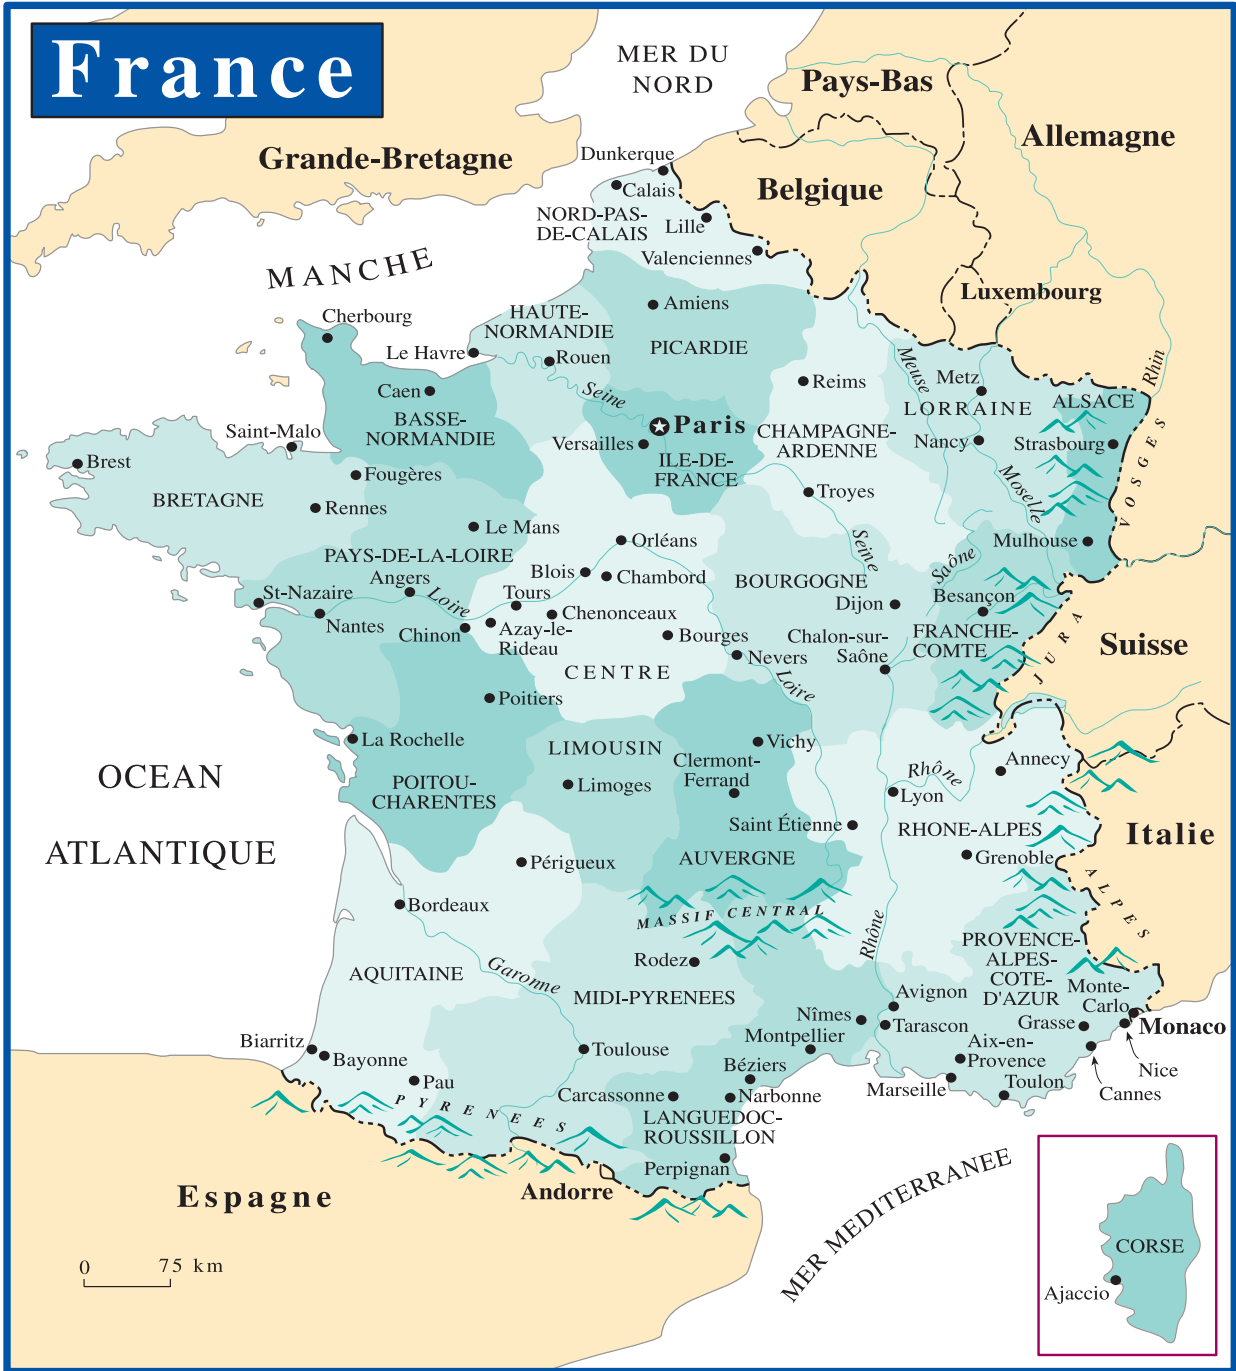 France
MER DU
NORD
Pays-Bas
Allemagne
Grande-Bretagne
Dunkerque
Belgique
Calais
NORD-PAS-
DE-CALAIS
Lille
Valenciennes
MANCHE
Luxembourg
Amiens
Cherbourg
HAUTE-
NORMANDIE
PICARDIE
Le Havre
Rouen
Meuse
Rhin
Reims
Metz
Caen
Seine
LORRAINE
ALSACE
BASSE-
NORMANDIE
Paris
Saint-Malo
Versailles
CHAMPAGNE-
ARDENNE
Nancy
Strasbourg
VOSGES
Brest
ILE-DE-
FRANCE
Fougères
BRETAGNE
Troyes
Moselle
Rennes
Le Mans
Orléans
Seine
Mulhouse
PAYS-DE-LA-LOIRE
Saône
Angers
Blois
Chambord
BOURGOGNE
St-Nazaire
Loire
Tours
Besançon
Nantes
Chinon
Chenonceaux
Azay-le-
Rideau
Dijon
Bourges
FRANCHE-
COMTE
JURA
Suisse
Chalon-sur-
Saône
Nevers
CENTRE
Loire
Poitiers
La Rochelle
LIMOUSIN
Vichy
Clermont-
Ferrand
Annecy
OCEAN
ATLANTIQUE
POITOU-
CHARENTES
Limoges
Rhône
Lyon
Saint Étienne
RHONE-ALPES
Italie
Périgueux
AUVERGNE
Grenoble
ALPES
Bordeaux
MASSIF CENTRAL
Rhône
PROVENCE-
ALPES-
COTE-
D'AZUR
Rodez
AQUITAINE
Garonne
MIDI-PYRENEES
Monte-
Carlo
Avignon
Nîmes
Tarascon
Grasse
Monaco
Biarritz
Bayonne
Toulouse
Montpellier
Aix-en-
Provence
Nice
Pau
Béziers
Marseille
Toulon
Cannes
PYRENEES
Carcassonne
Narbonne
LANGUEDOC-
ROUSSILLON
Perpignan
MER MEDITERRANEE
Espagne
Andorre
CORSE
0 75 km
Ajaccio